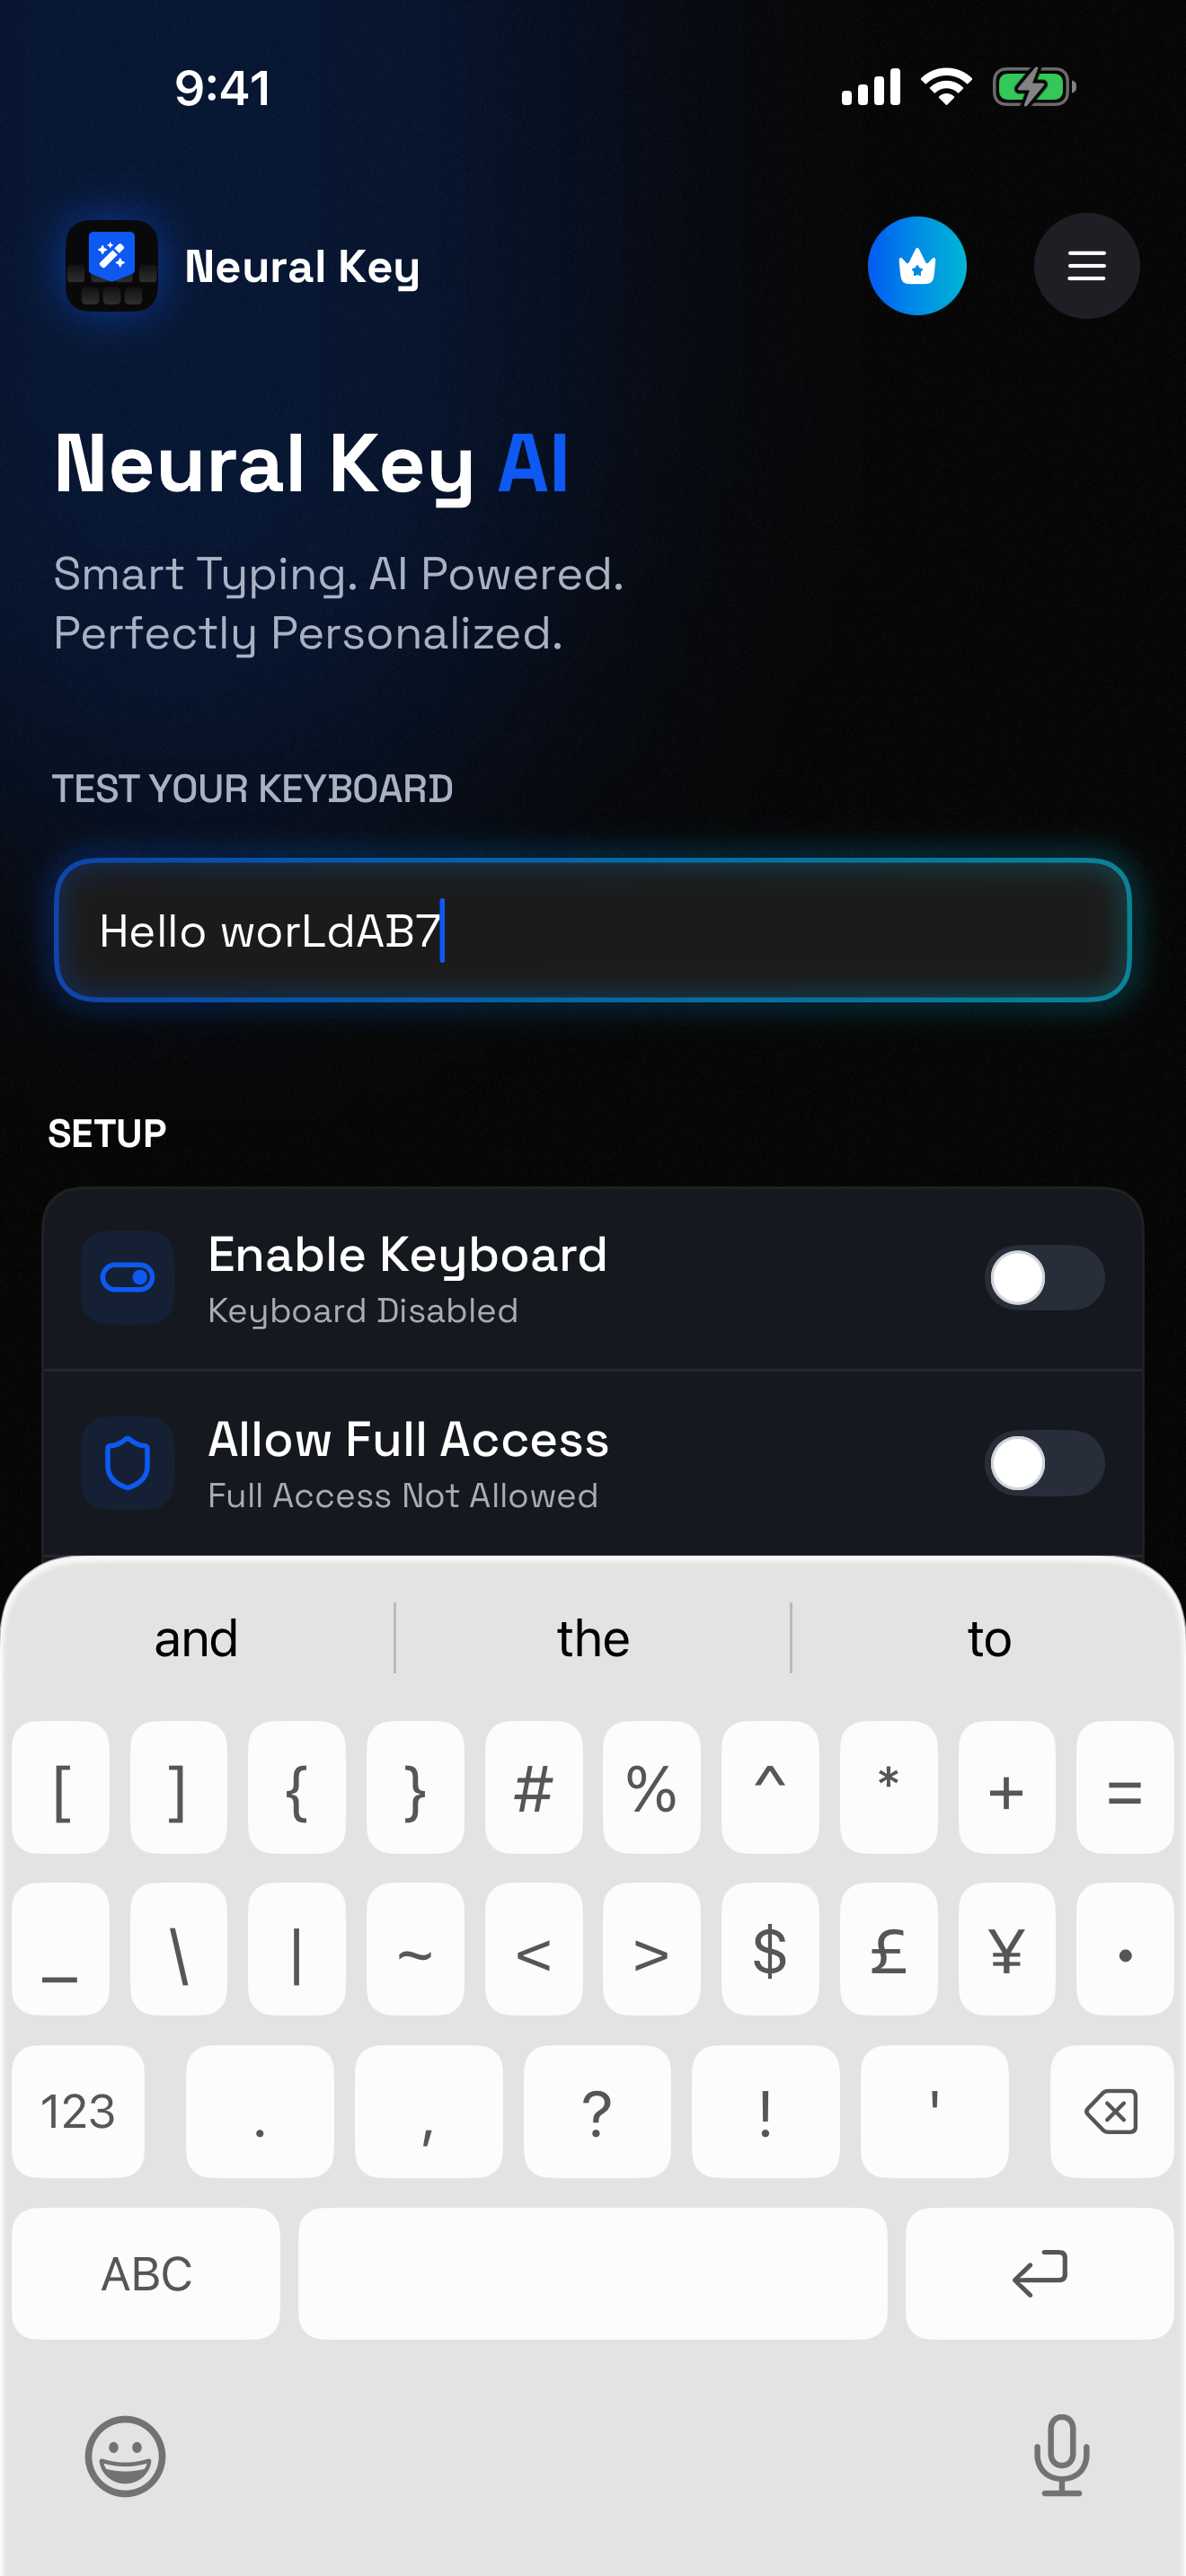 9:41
Neural Key
Neural Key AI
Smart Typing. AI Powered.
Perfectly Personalized.
TEST YOUR KEYBOARD
Hello worLdAB7
SETUP
Enable Keyboard
Keyboard Disabled
Allow Full Access
Full Access Not Allowed
and the to
[ ] { } # % ^ * + =
_ \ | ~ < > $ £ ¥ •
123 . , ? ! '
ABC